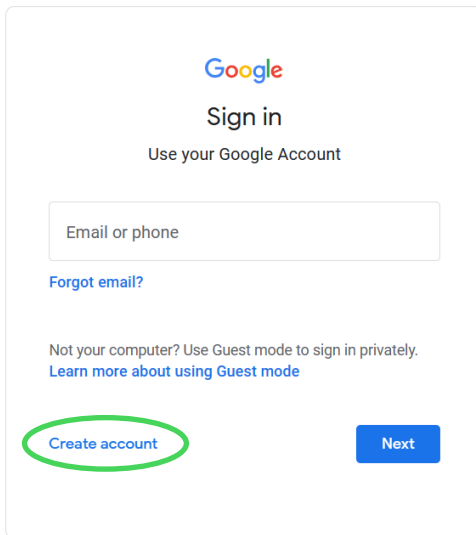 Google
Sign in
Use your Google Account
Email or phone
Forgot email?
Not your computer? Use Guest mode to sign in privately.
Learn more about using Guest mode
Create account
Next